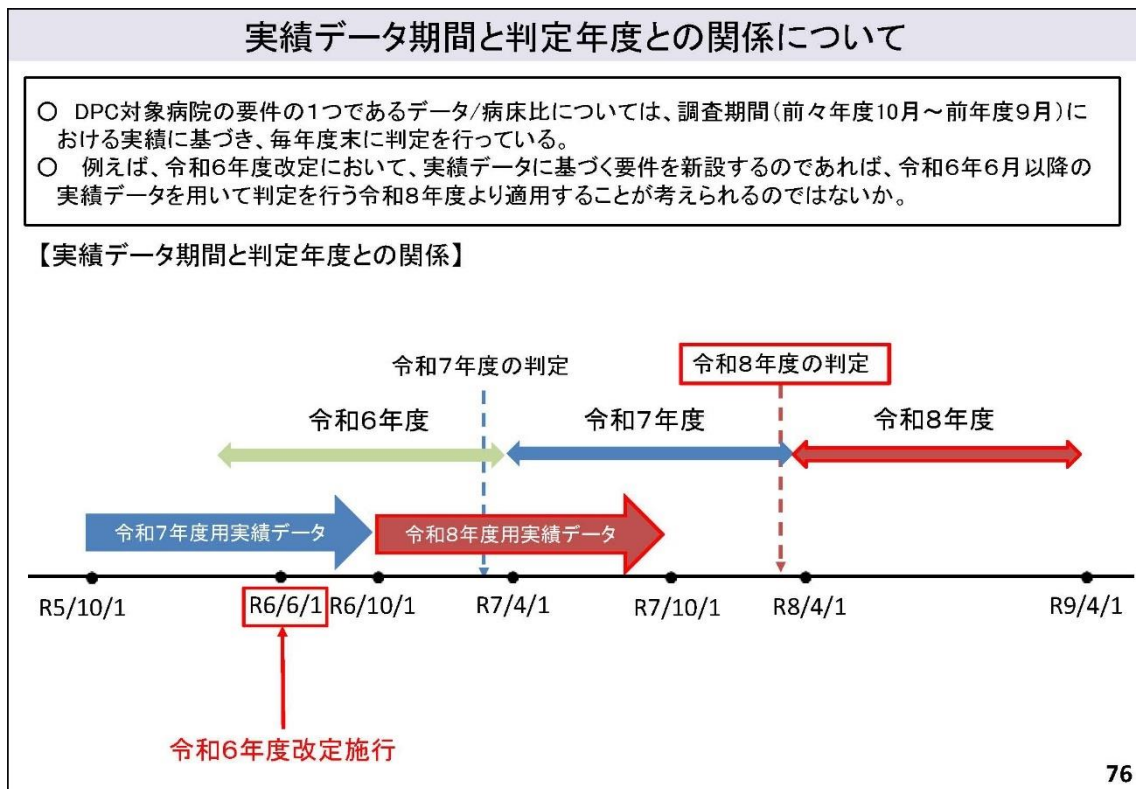 実績データ期間と判定年度との関係について
○ DPC対象病院の要件の1つであるデータ/病床比については、調査期間(前々年度10月～前年度9月)に
おける実績に基づき、毎年度末に判定を行っている。
○ 例えば、令和6年度改定において、実績データに基づく要件を新設するのであれば、令和6年6月以降の
実績データを用いて判定を行う令和8年度より適用することが考えられるのではないか。
【実績データ期間と判定年度との関係】
令和7年度の判定
令和8年度の判定
令和6年度
令和7年度
令和8年度
令和7年度用実績データ
令和8年度用実績データ
R5/10/1
R6/6/1
R6/10/1
R7/4/1
R7/10/1
R8/4/1
R9/4/1
令和6年度改定施行
76